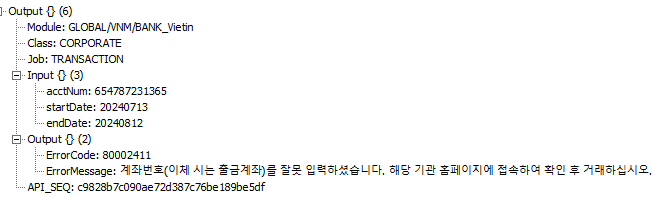 Output {} (6)
Module: GLOBAL/VNM/BANK_Vietin
Class: CORPORATE
Job: TRANSACTION
Input {} (3)
acctNum: 654787231365
startDate: 20240713
endDate: 20240812
Output {} (2)
ErrorCode: 80002411
ErrorMessage: 계좌번호(이체 시는 출금계좌)를 잘못 입력하셨습니다. 해당 기관 홈페이지에 접속하여 확인 후 거래하십시오.
API_SEQ: c9828b7c090ae72d387c76be189be5df